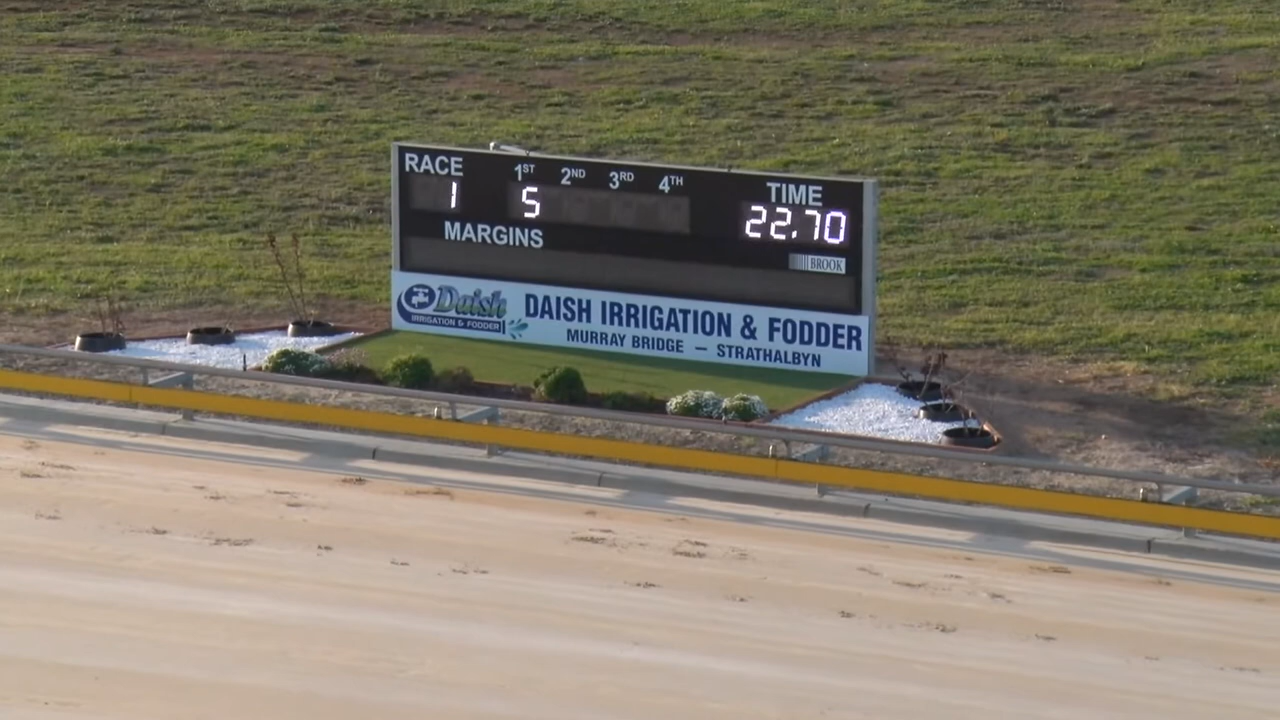 RACE 1ST 2ND 3RD 4TH TIME
1 5 22.70
MARGINS
BROOK
Daish
IRRIGATION & FODDER
DAISH IRRIGATION & FODDER
MURRAY BRIDGE — STRATHALBYN